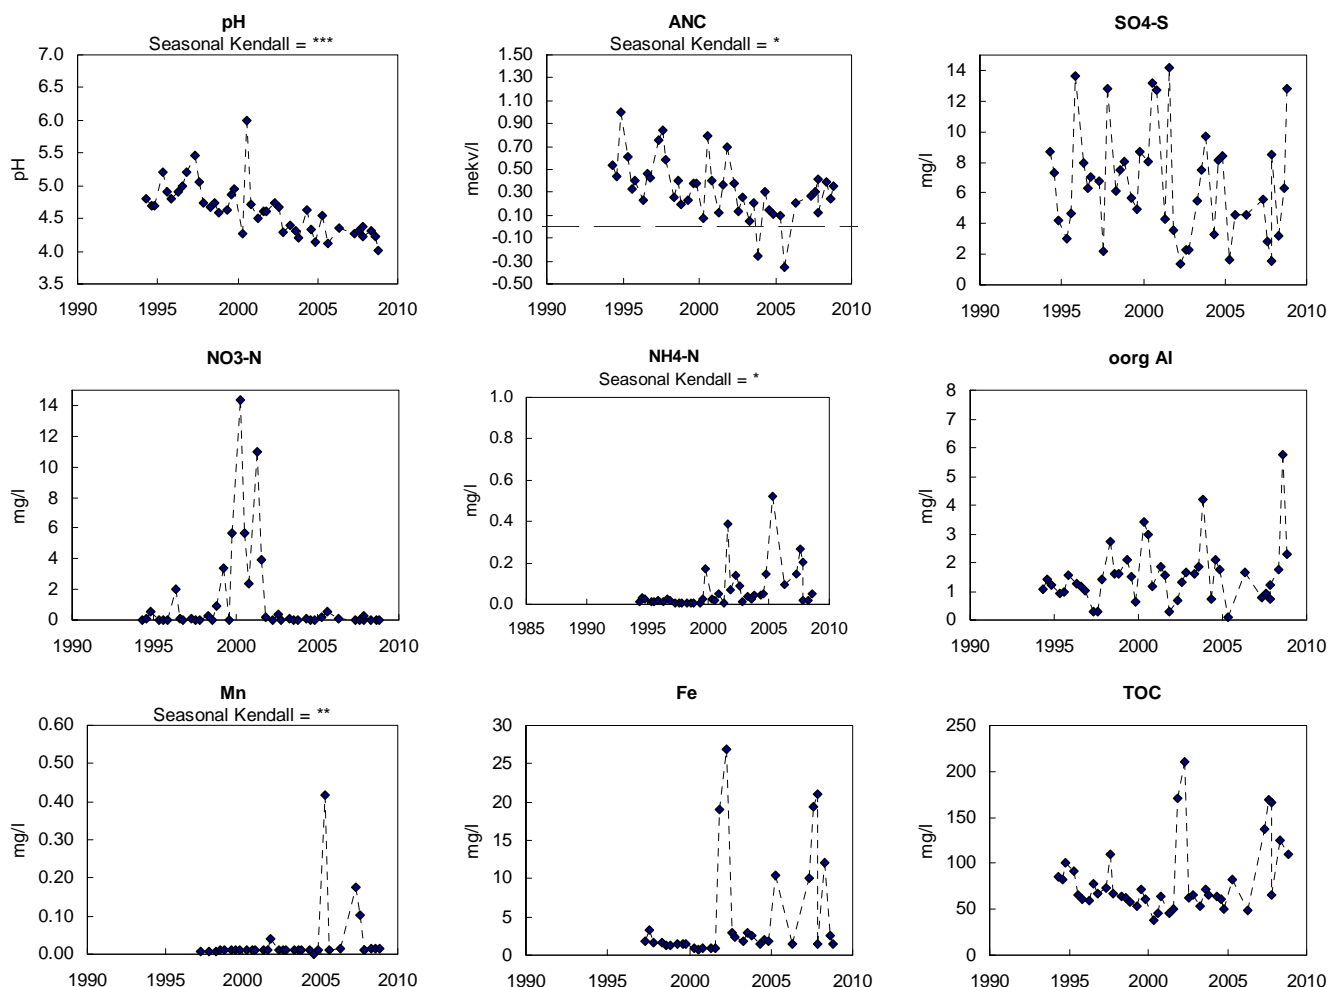 pH
Seasonal Kendall = ***
7.0
6.5
6.0
5.5
5.0
4.5
4.0
3.5
pH
1990 1995 2000 2005 2010
ANC
Seasonal Kendall = *
1.50
1.30
1.10
0.90
0.70
0.50
0.30
0.10
-0.10
-0.30
-0.50
mekv/l
1990 1995 2000 2005 2010
SO4-S
14
12
10
8
6
4
2
0
mg/l
1990 1995 2000 2005 2010
NO3-N
14
12
10
8
6
4
2
0
mg/l
1990 1995 2000 2005 2010
NH4-N
Seasonal Kendall = *
1.0
0.8
0.6
0.4
0.2
0.0
mg/l
1985 1990 1995 2000 2005 2010
oorg Al
8
7
6
5
4
3
2
1
0
mg/l
1990 1995 2000 2005 2010
Mn
Seasonal Kendall = **
0.60
0.50
0.40
0.30
0.20
0.10
0.00
mg/l
1990 1995 2000 2005 2010
Fe
30
25
20
15
10
5
0
mg/l
1990 1995 2000 2005 2010
TOC
250
200
150
100
50
0
mg/l
1990 1995 2000 2005 2010